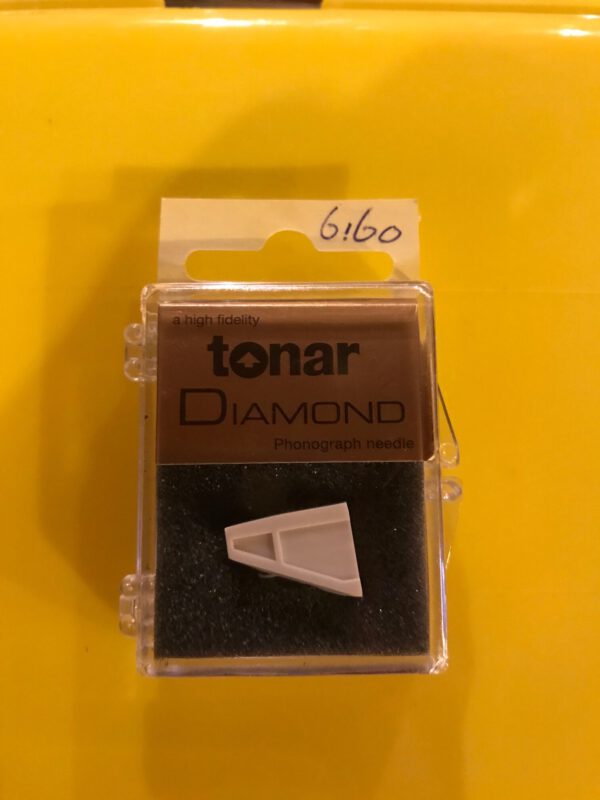 6.60
a high fidelity
tonar
DIAMOND
Phonograph needle